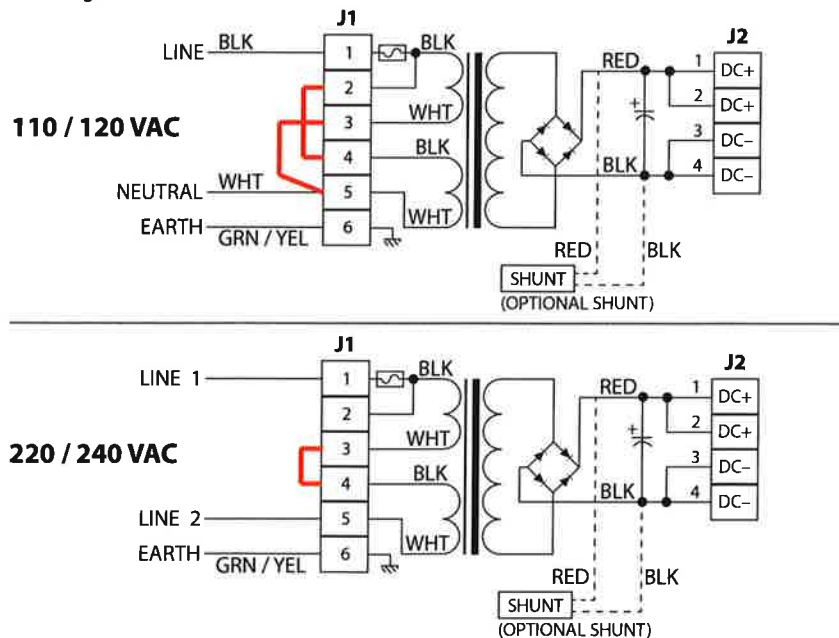 J1
J2
LINE BLK
1
BLK
RED
1
DC+
2
2
DC+
110 / 120 VAC
3
WHT
3
DC–
4
BLK
BLK
4
DC–
NEUTRAL WHT
5
WHT
EARTH GRN / YEL
6
RED
BLK
SHUNT
(OPTIONAL SHUNT)
J1
J2
LINE 1
1
BLK
RED
1
DC+
2
2
DC+
220 / 240 VAC
3
WHT
3
DC–
4
BLK
BLK
4
DC–
LINE 2
5
WHT
EARTH GRN / YEL
6
RED
BLK
SHUNT
(OPTIONAL SHUNT)